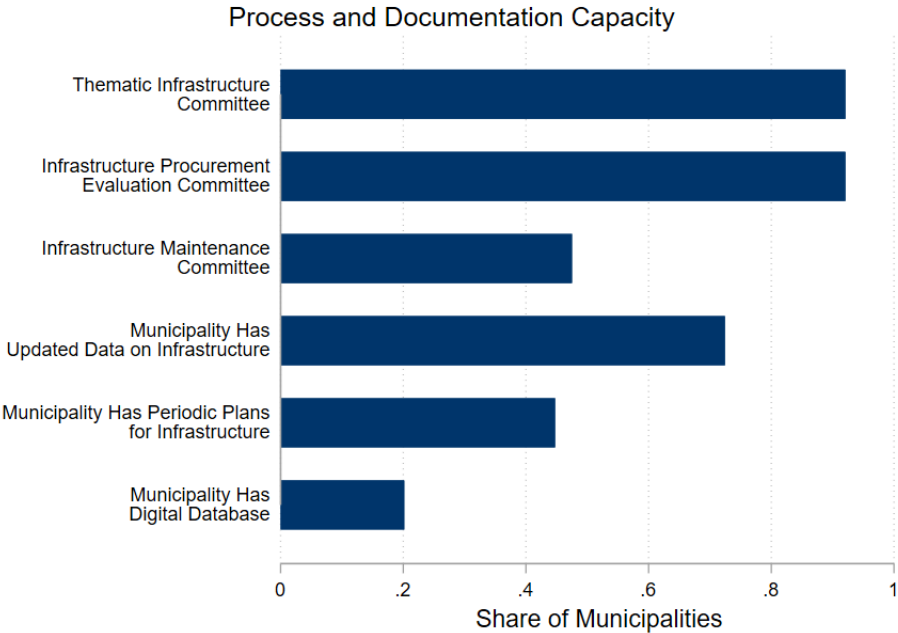 Process and Documentation Capacity
Thematic Infrastructure
Committee
Infrastructure Procurement
Evaluation Committee
Infrastructure Maintenance
Committee
Municipality Has
Updated Data on Infrastructure
Municipality Has Periodic Plans
for Infrastructure
Municipality Has
Digital Database
0 .2 .4 .6 .8 1
Share of Municipalities